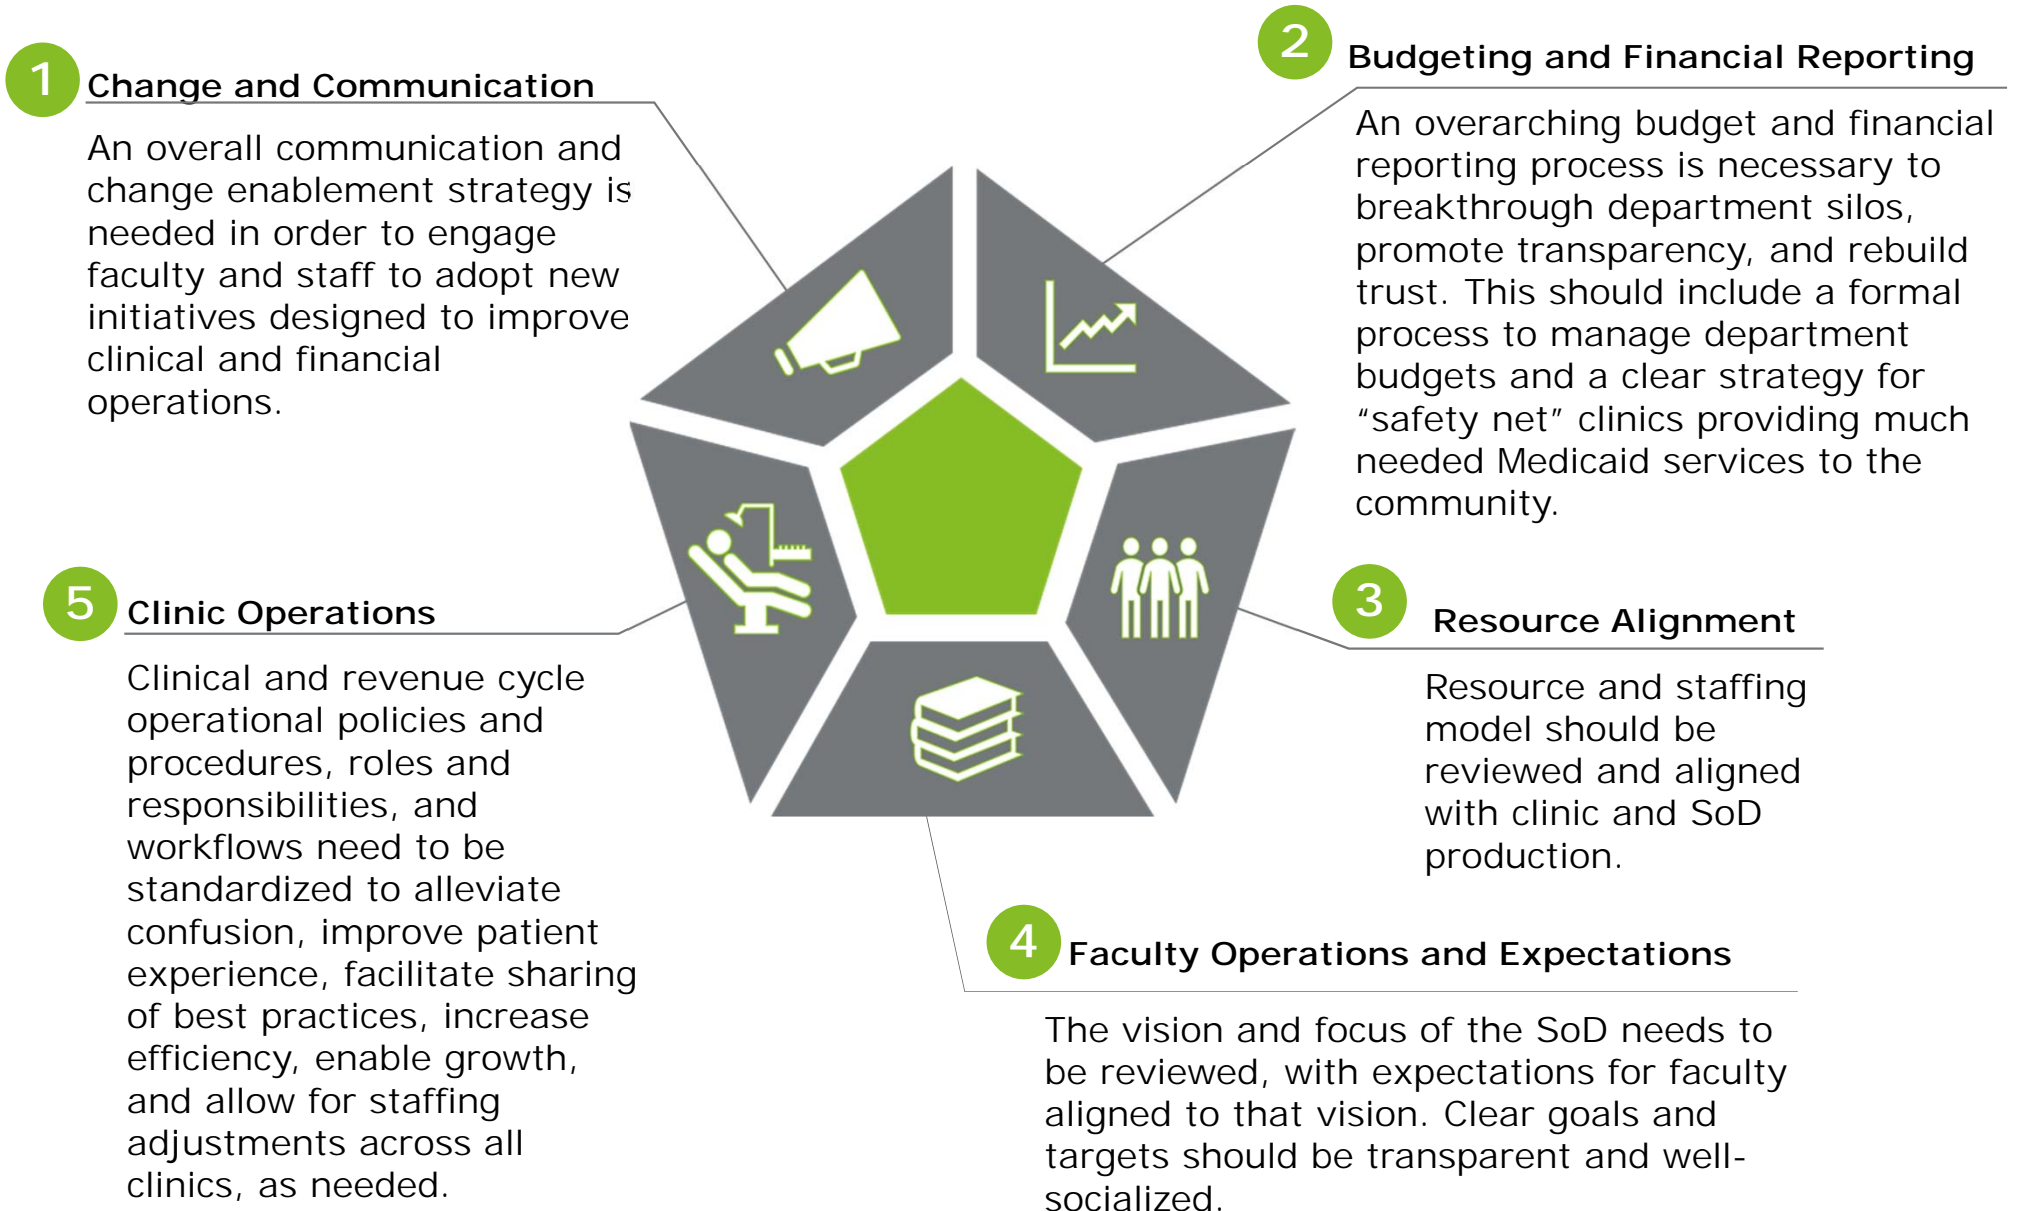 1
Change and Communication
An overall communication and
change enablement strategy is
needed in order to engage
faculty and staff to adopt new
initiatives designed to improve
clinical and financial
operations.
2
Budgeting and Financial Reporting
An overarching budget and financial
reporting process is necessary to
breakthrough department silos,
promote transparency, and rebuild
trust. This should include a formal
process to manage department
budgets and a clear strategy for
“safety net” clinics providing much
needed Medicaid services to the
community.
3
Resource Alignment
Resource and staffing
model should be
reviewed and aligned
with clinic and SoD
production.
4
Faculty Operations and Expectations
The vision and focus of the SoD needs to
be reviewed, with expectations for faculty
aligned to that vision. Clear goals and
targets should be transparent and well-
socialized.
5
Clinic Operations
Clinical and revenue cycle
operational policies and
procedures, roles and
responsibilities, and
workflows need to be
standardized to alleviate
confusion, improve patient
experience, facilitate sharing
of best practices, increase
efficiency, enable growth,
and allow for staffing
adjustments across all
clinics, as needed.